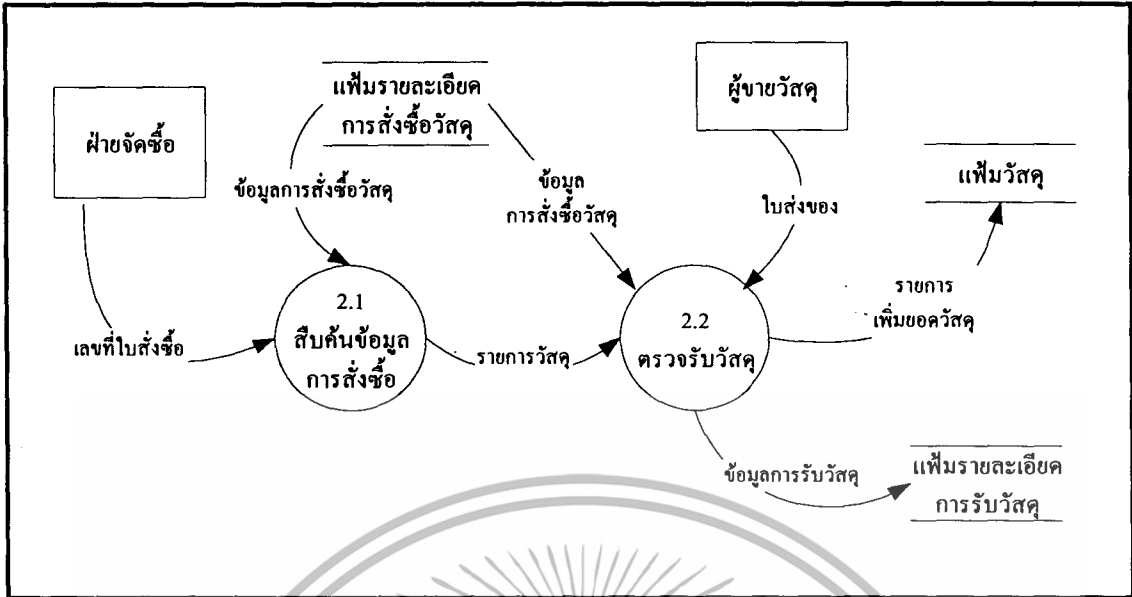 แฟ้มรายละเอียด
การสั่งซื้อวัสดุ
ผู้ขายวัสดุ
ฝ่ายจัดซื้อ
แฟ้มวัสดุ
ข้อมูลการสั่งซื้อวัสดุ
ข้อมูล
การสั่งซื้อวัสดุ
ใบส่งของ
2.1
สืบค้นข้อมูล
การสั่งซื้อ
2.2
ตรวจรับวัสดุ
รายการ
เพิ่มยอดวัสดุ
เลขที่ใบสั่งซื้อ
รายการวัสดุ
ข้อมูลการรับวัสดุ
แฟ้มรายละเอียด
การรับวัสดุ